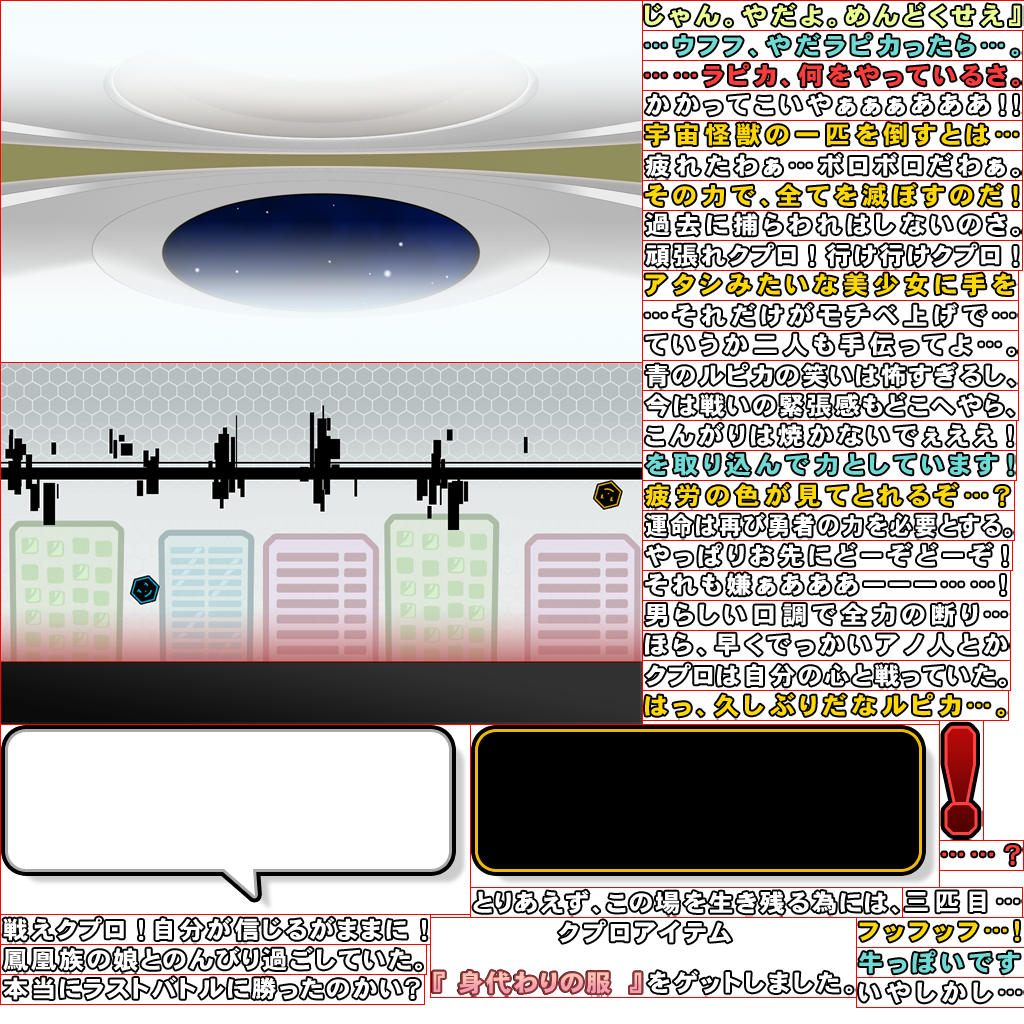 じゃん。やだよ。めんどくせえ』
…ウフフ、やだラピカったら…。
……ラピカ、何をやっているさ。
かかってこいやぁぁぁあああ!!
宇宙怪獣の一匹を倒すとは…
疲れたわぁ…ボロボロだわぁ。
その力で、全てを滅ぼすのだ!
過去に捕らわれはしないのさ。
頑張れクプロ!行け行けクプロ!
アタシみたいな美少女に手を
…それだけがモチベ上げで…
ていうか二人も手伝ってよ…。
青のルピカの笑いは怖すぎるし、
今は戦いの緊張感もどこへやら、
こんがりは焼かないでぇええ!
を取り込んで力としています!
疲労の色が見てとれるぞ…?
運命は再び勇者の力を必要とする。
やっぱりお先にどーぞどーぞ!
それも嫌ぁあああーーー……!
男らしい口調で全力の断り…
ほら、早くでっかいアノ人とか
クプロは自分の心と戦っていた。
はっ、久しぶりだなルピカ…。
……?
とりあえず、この場を生き残る為には、
三匹目…
戦えクプロ!自分が信じるがままに!
鳳凰族の娘とのんびり過ごしていた。
本当にラストバトルに勝ったのかい?
クプロアイテム
『 身代わりの服 』をゲットしました。
フッフッフ…!
牛っぽいです
いやしかし…